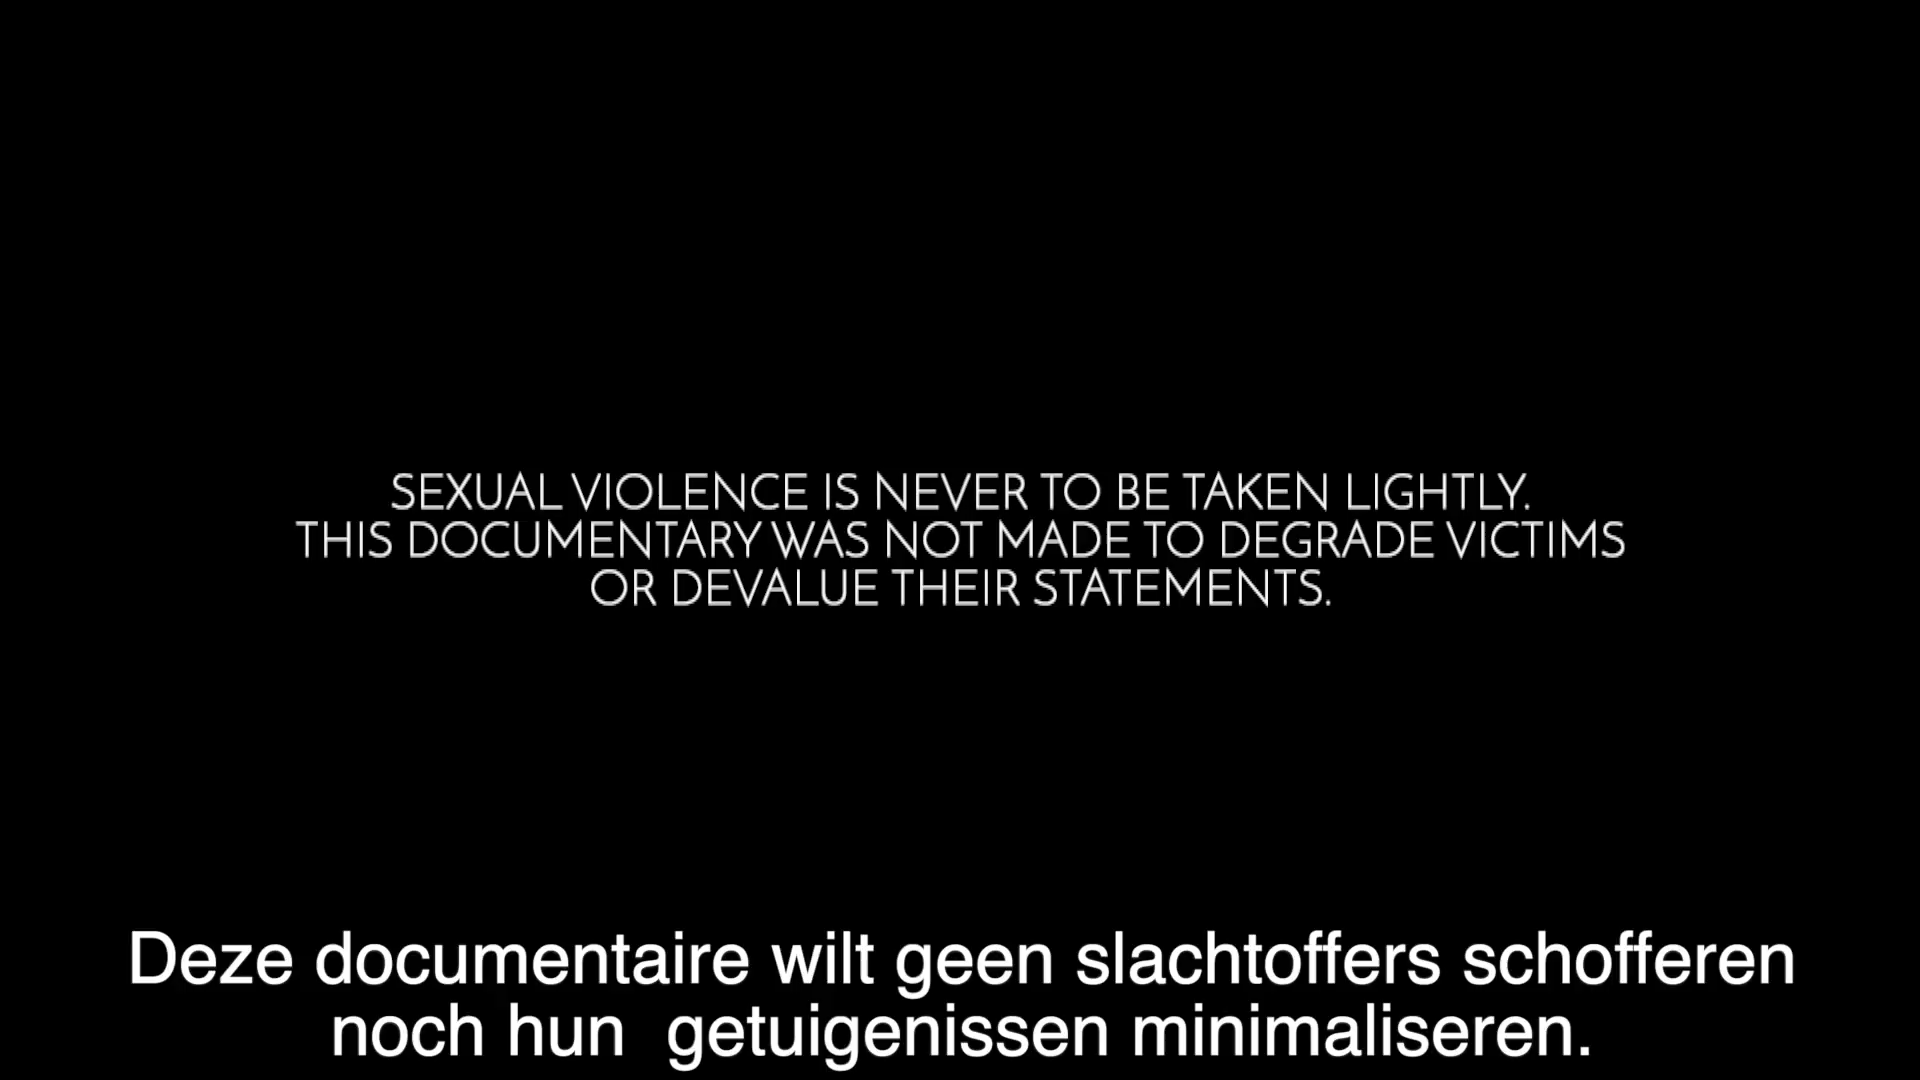 SEXUAL VIOLENCE IS NEVER TO BE TAKEN LIGHTLY.
THIS DOCUMENTARY WAS NOT MADE TO DEGRADE VICTIMS
OR DEVALUE THEIR STATEMENTS.
Deze documentaire wilt geen slachtoffers schofferen
noch hun  getuigenissen minimaliseren.